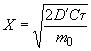 X = √(2D'Cτ / m₀)